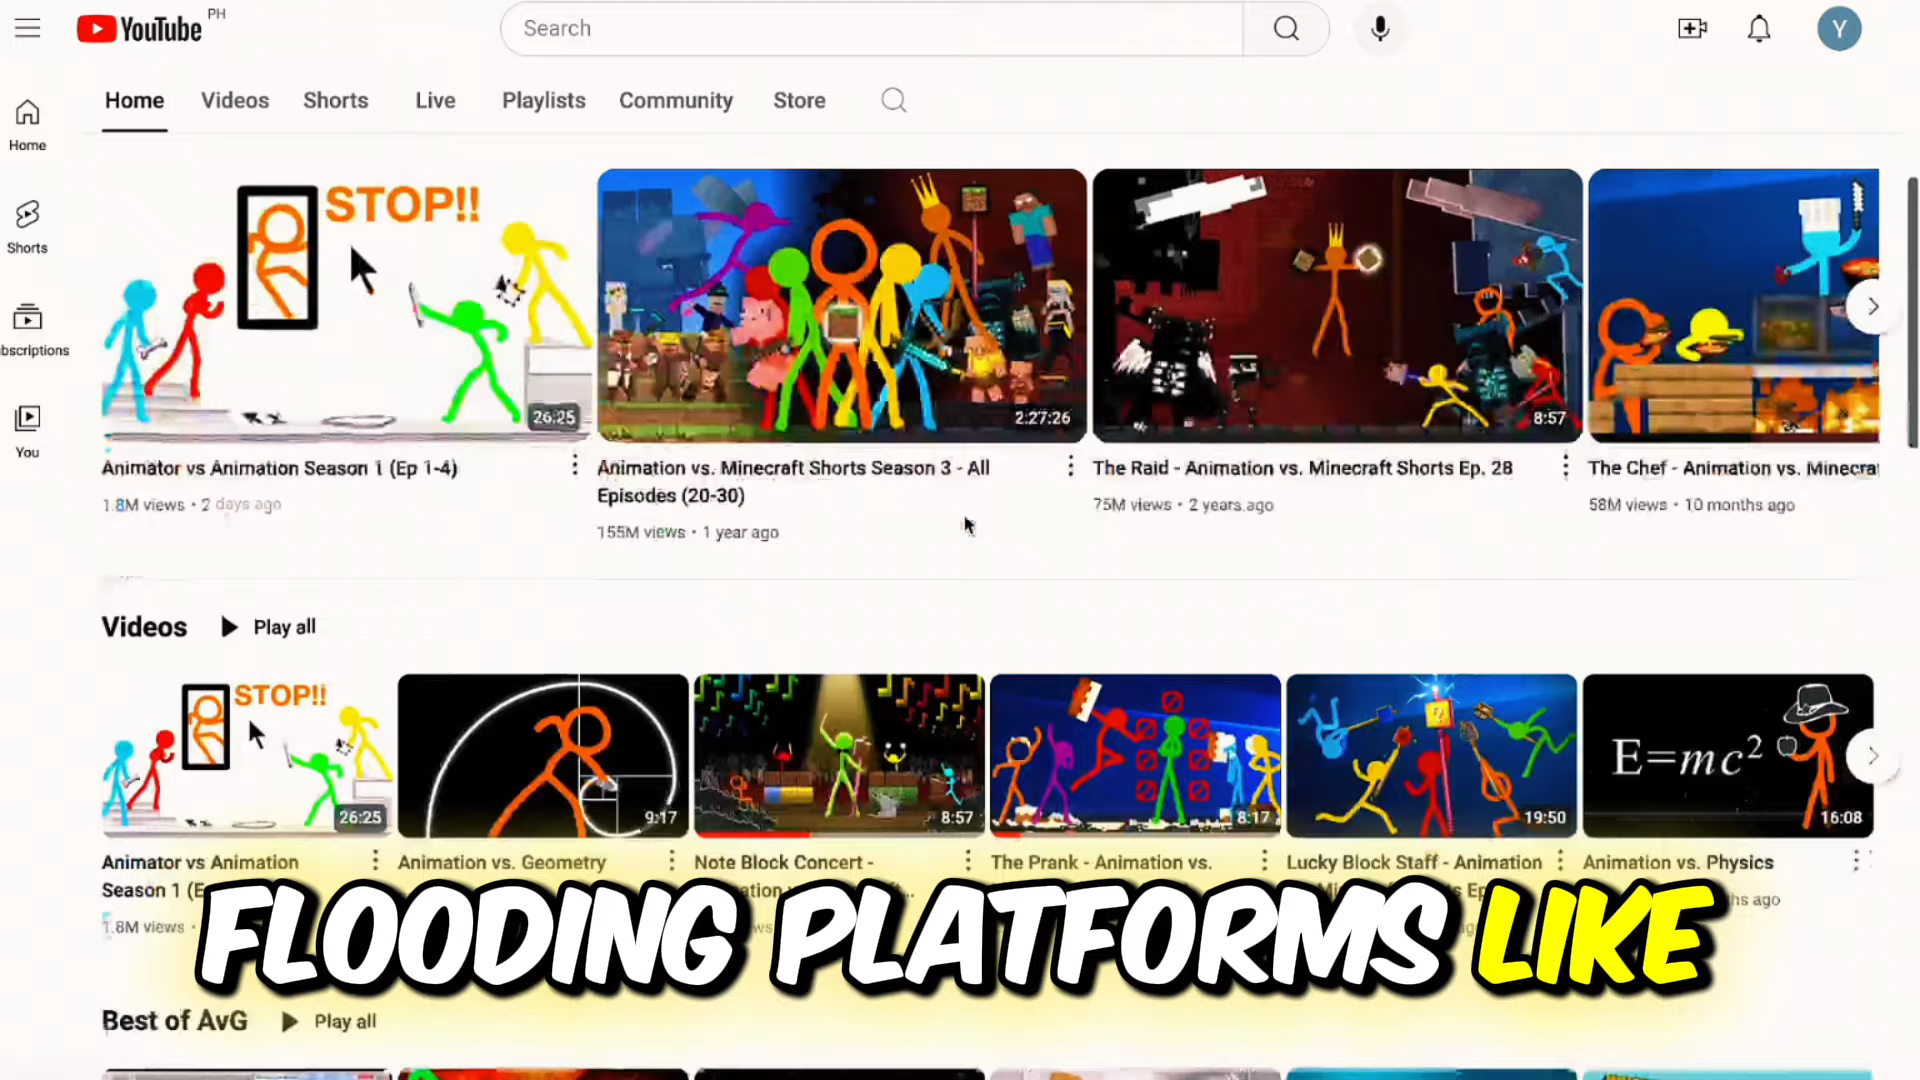 YouTube PH
Search
Y
Home Videos Shorts Live Playlists Community Store
Home
Shorts
bscriptions
You
STOP!!
26:25
2:27:26
8:57
Animator vs Animation Season 1 (Ep 1-4)
1.8M views • 2 days ago
Animation vs. Minecraft Shorts Season 3 - All
Episodes (20-30)
155M views • 1 year ago
The Raid - Animation vs. Minecraft Shorts Ep. 28
75M views • 2 years ago
The Chef - Animation vs. Minecra
58M views • 10 months ago
Videos Play all
STOP!!
26:25
9:17
8:57
8:17
19:50
E=mc²
16:08
Animator vs Animation
Season 1 (E
1.8M views •
Animation vs. Geometry
Note Block Concert -
The Prank - Animation vs.
Lucky Block Staff - Animation
Animation vs. Physics
ago
FLOODING PLATFORMS LIKE
Best of AvG Play all